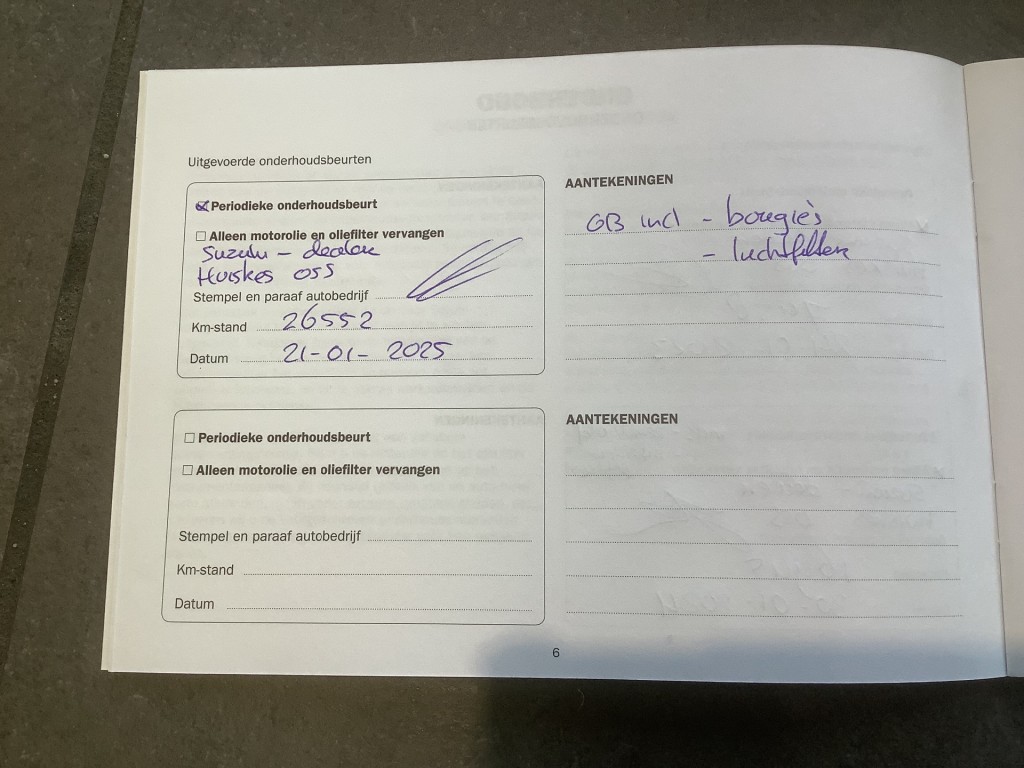 Uitgevoerde onderhoudsbeurten
Periodieke onderhoudsbeurt
Alleen motorolie en oliefilter vervangen
Suzuki - dealer
Huiskes oss
Stempel en paraaf autobedrijf
Km-stand 26552
Datum 21-01-2025
AANTEKENINGEN
GB incl - bougie's
- luchtfilter
Periodieke onderhoudsbeurt
Alleen motorolie en oliefilter vervangen
Stempel en paraaf autobedrijf
Km-stand
Datum
AANTEKENINGEN
6